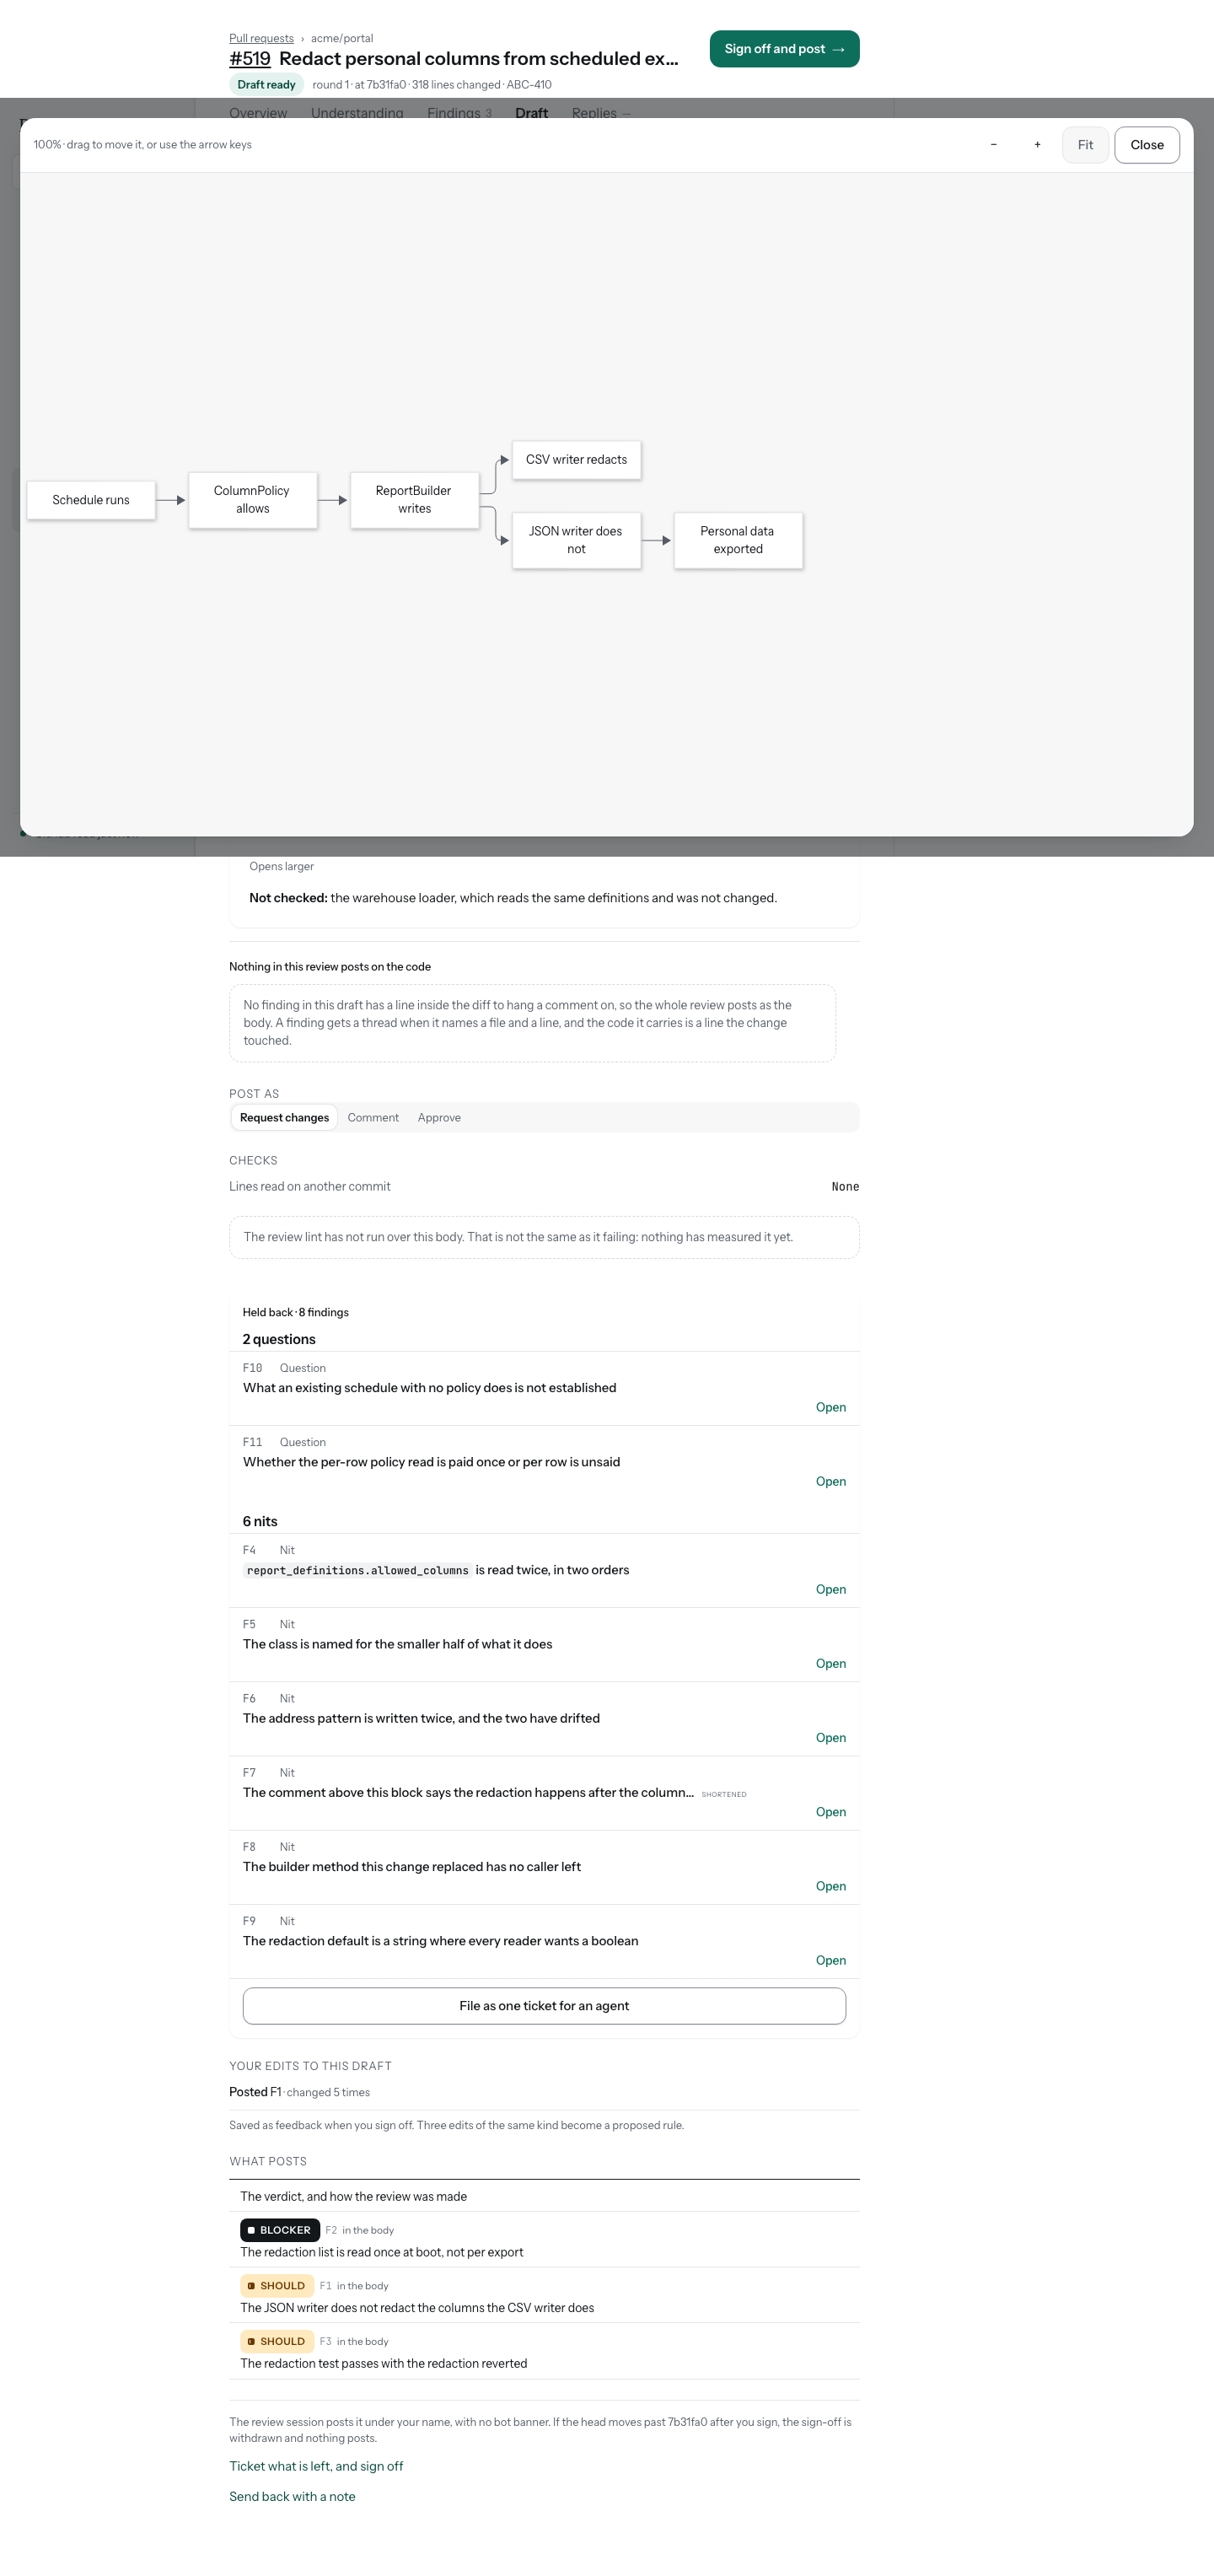 Pull requests › acme/portal
#519 Redact personal columns from scheduled ex...
Sign off and post →
Draft ready round 1 · at 7b31fa0 · 318 lines changed · ABC-410
Overview Understanding Findings 3 Draft Replies —
100% · drag to move it, or use the arrow keys
− + Fit Close
Schedule runs
ColumnPolicy
allows
ReportBuilder
writes
CSV writer redacts
JSON writer does
not
Personal data
exported
Opens larger
Not checked: the warehouse loader, which reads the same definitions and was not changed.
Nothing in this review posts on the code
No finding in this draft has a line inside the diff to hang a comment on, so the whole review posts as the
body. A finding gets a thread when it names a file and a line, and the code it carries is a line the change
touched.
POST AS
Request changes Comment Approve
CHECKS
Lines read on another commit None
The review lint has not run over this body. That is not the same as it failing: nothing has measured it yet.
Held back · 8 findings
2 questions
F10 Question
What an existing schedule with no policy does is not established
Open
F11 Question
Whether the per-row policy read is paid once or per row is unsaid
Open
6 nits
F4 Nit
report_definitions.allowed_columns is read twice, in two orders
Open
F5 Nit
The class is named for the smaller half of what it does
Open
F6 Nit
The address pattern is written twice, and the two have drifted
Open
F7 Nit
The comment above this block says the redaction happens after the column... SHORTENED
Open
F8 Nit
The builder method this change replaced has no caller left
Open
F9 Nit
The redaction default is a string where every reader wants a boolean
Open
File as one ticket for an agent
YOUR EDITS TO THIS DRAFT
Posted F1 · changed 5 times
Saved as feedback when you sign off. Three edits of the same kind become a proposed rule.
WHAT POSTS
The verdict, and how the review was made
BLOCKER F2 in the body
The redaction list is read once at boot, not per export
SHOULD F1 in the body
The JSON writer does not redact the columns the CSV writer does
SHOULD F3 in the body
The redaction test passes with the redaction reverted
The review session posts it under your name, with no bot banner. If the head moves past 7b31fa0 after you sign, the sign-off is
withdrawn and nothing posts.
Ticket what is left, and sign off
Send back with a note